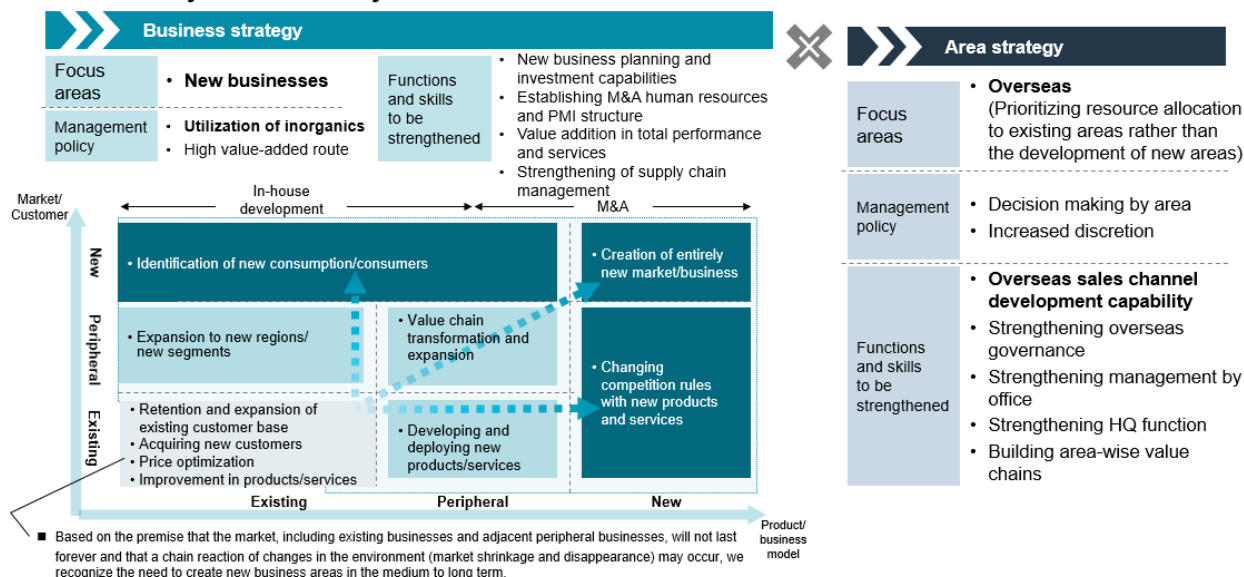 Business strategy
Focus
areas
• New businesses
Management
policy
• Utilization of inorganics
• High value-added route
Functions
and skills
to be
strengthened
• New business planning and
investment capabilities
• Establishing M&A human resources
and PMI structure
• Value addition in total performance
and services
• Strengthening of supply chain
management
Market/
Customer
In-house
development
M&A
New
Peripheral
Existing
• Identification of new consumption/consumers
• Creation of entirely
new market/business
• Expansion to new regions/
new segments
• Value chain
transformation and
expansion
• Changing
competition rules
with new products
and services
• Retention and expansion of
existing customer base
• Acquiring new customers
• Price optimization
• Improvement in products/services
• Developing and
deploying new
products/services
Existing
Peripheral
New
Product/
business
model
■ Based on the premise that the market, including existing businesses and adjacent peripheral businesses, will not last
forever and that a chain reaction of changes in the environment (market shrinkage and disappearance) may occur, we
recognize the need to create new business areas in the medium to long term.
Area strategy
Focus
areas
• Overseas
(Prioritizing resource allocation
to existing areas rather than
the development of new areas)
Management
policy
• Decision making by area
• Increased discretion
Functions
and skills
to be
strengthened
• Overseas sales channel
development capability
• Strengthening overseas
governance
• Strengthening management by
office
• Strengthening HQ function
• Building area-wise value
chains